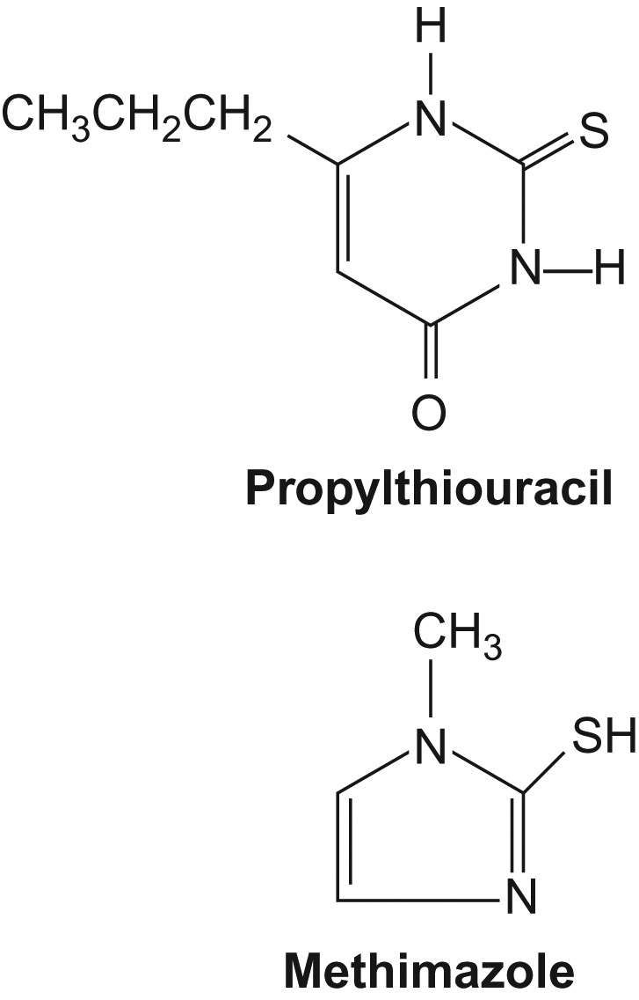 H
CH₃CH₂CH₂
N
S
N
H
O
Propylthiouracil
CH₃
N
SH
N
Methimazole